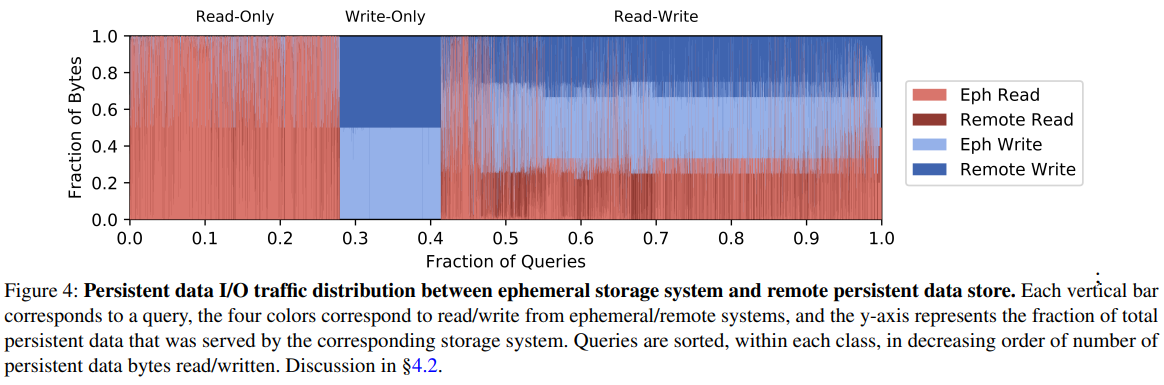 Read-Only Write-Only Read-Write
1.0
0.8
0.6
0.4
0.2
0.0
Fraction of Bytes
0.0 0.1 0.2 0.3 0.4 0.5 0.6 0.7 0.8 0.9 1.0
Fraction of Queries
Eph Read
Remote Read
Eph Write
Remote Write
Figure 4: Persistent data I/O traffic distribution between ephemeral storage system and remote persistent data store. Each vertical bar
corresponds to a query, the four colors correspond to read/write from ephemeral/remote systems, and the y-axis represents the fraction of total
persistent data that was served by the corresponding storage system. Queries are sorted, within each class, in decreasing order of number of
persistent data bytes read/written. Discussion in §4.2.